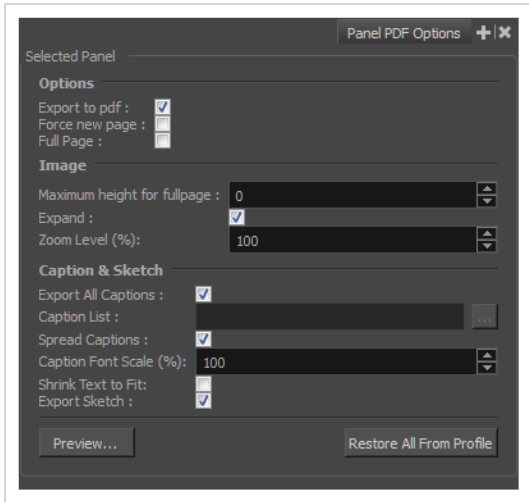 Panel PDF Options
Selected Panel
Options
Export to pdf :
Force new page :
Full Page :
Image
Maximum height for fullpage : 0
Expand :
Zoom Level (%): 100
Caption & Sketch
Export All Captions :
Caption List : ...
Spread Captions :
Caption Font Scale (%): 100
Shrink Text to Fit:
Export Sketch :
Preview... Restore All From Profile